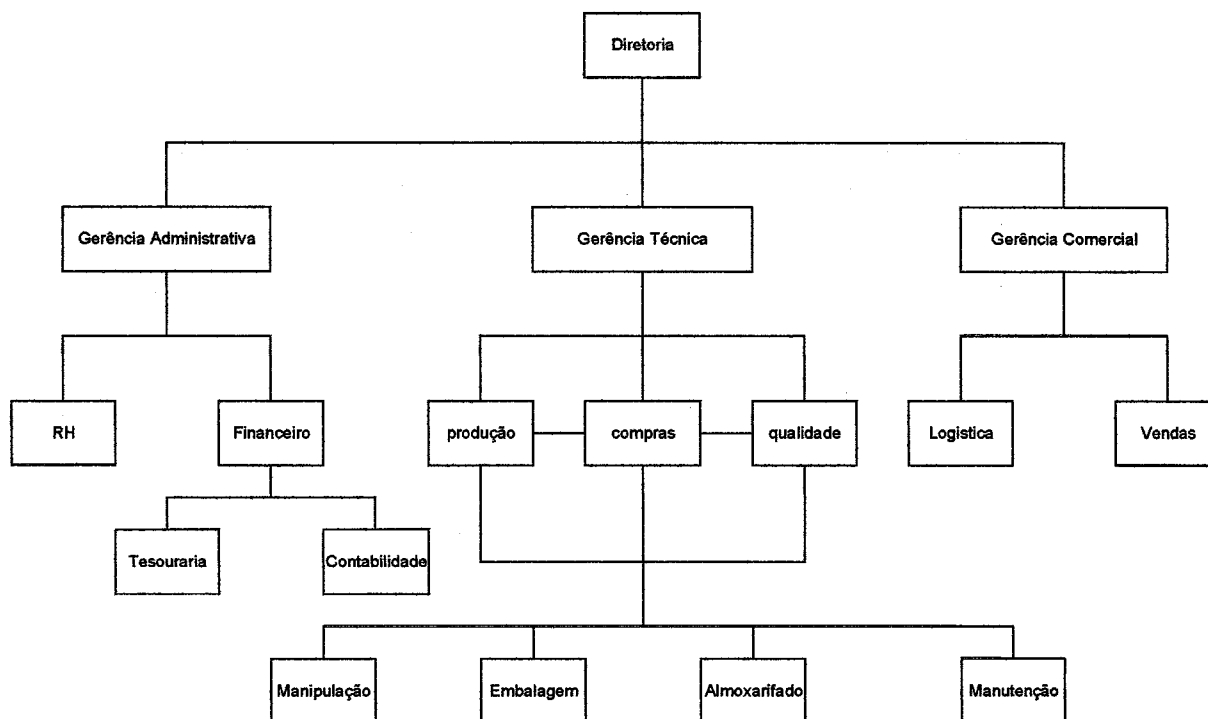 Diretoria
Gerência Administrativa
Gerência Técnica
Gerência Comercial
RH
Financeiro
produção
compras
qualidade
Logistica
Vendas
Tesouraria
Contabilidade
Manipulação
Embalagem
Almoxarifado
Manutenção